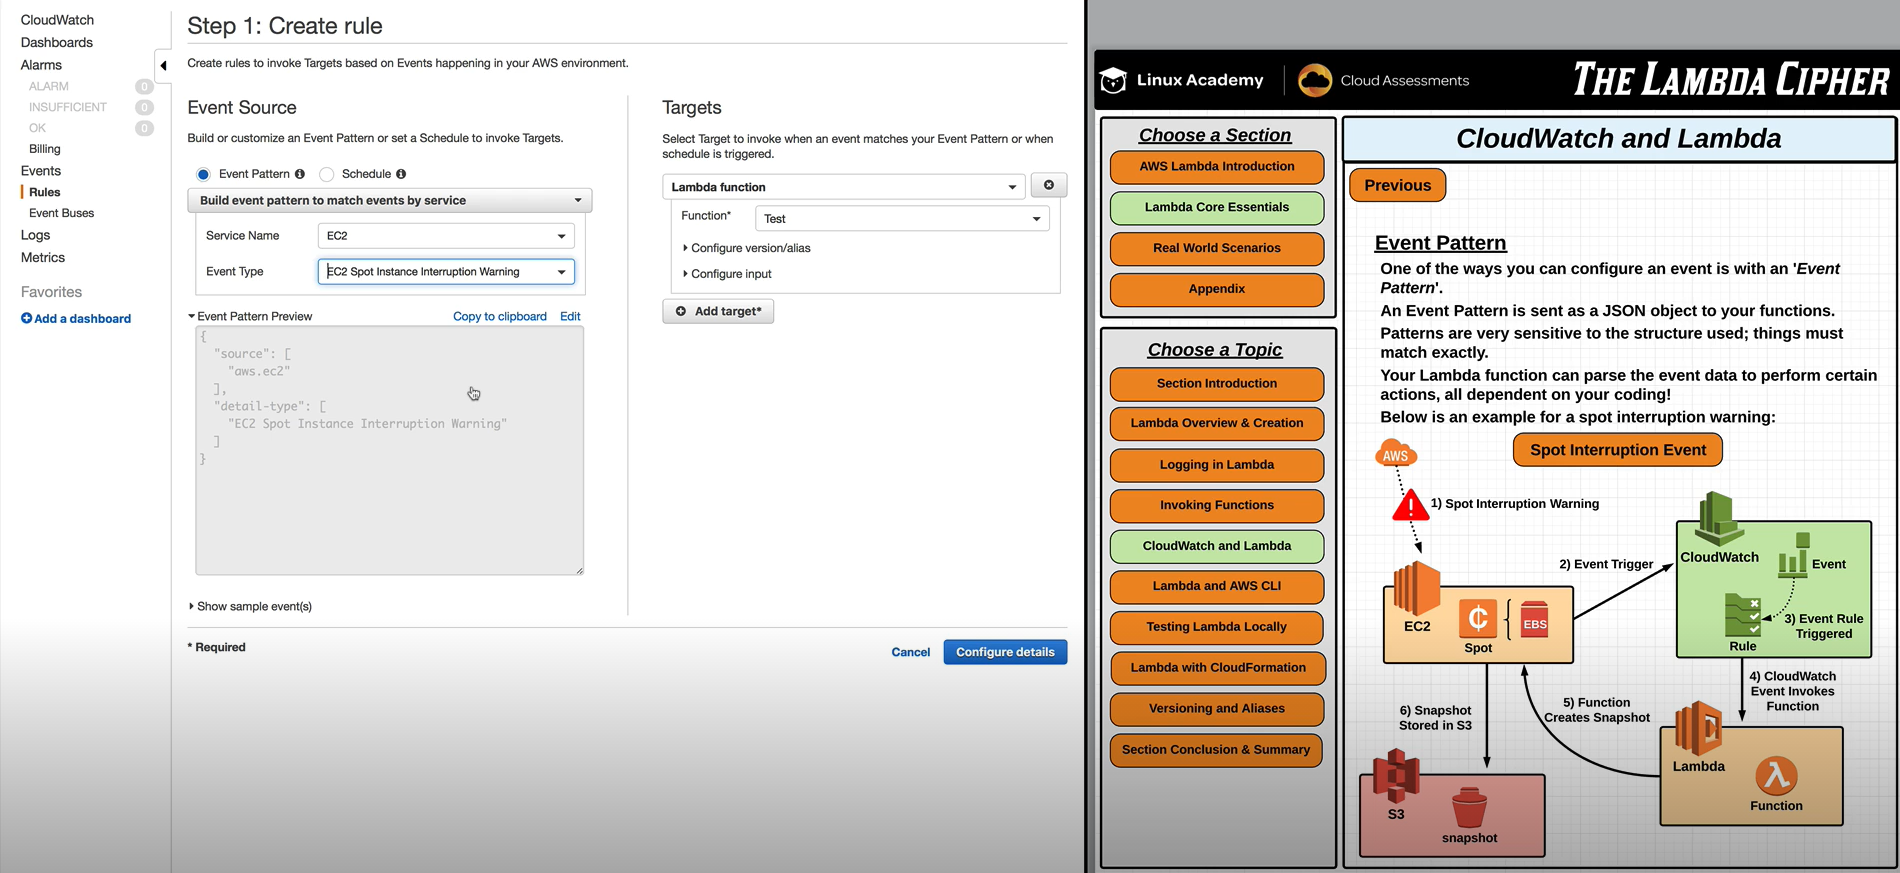 CloudWatch
Dashboards
Alarms
ALARM 0
INSUFFICIENT 0
OK 0
Billing
Events
Rules
Event Buses
Logs
Metrics
Favorites
Add a dashboard
Step 1: Create rule
Create rules to invoke Targets based on Events happening in your AWS environment.
Event Source
Build or customize an Event Pattern or set a Schedule to invoke Targets.
Event Pattern
Schedule
Build event pattern to match events by service
Service Name
EC2
Event Type
EC2 Spot Instance Interruption Warning
Event Pattern Preview
Copy to clipboard
Edit
{
"source": [
"aws.ec2"
],
"detail-type": [
"EC2 Spot Instance Interruption Warning"
]
}
Show sample event(s)
* Required
Cancel
Configure details
Targets
Select Target to invoke when an event matches your Event Pattern or when
schedule is triggered.
Lambda function
Function*
Test
Configure version/alias
Configure input
Add target*
Linux Academy
Cloud Assessments
THE LAMBDA CIPHER
Choose a Section
AWS Lambda Introduction
Lambda Core Essentials
Real World Scenarios
Appendix
Choose a Topic
Section Introduction
Lambda Overview & Creation
Logging in Lambda
Invoking Functions
CloudWatch and Lambda
Lambda and AWS CLI
Testing Lambda Locally
Lambda with CloudFormation
Versioning and Aliases
Section Conclusion & Summary
CloudWatch and Lambda
Previous
Event Pattern
One of the ways you can configure an event is with an 'Event
Pattern'.
An Event Pattern is sent as a JSON object to your functions.
Patterns are very sensitive to the structure used; things must
match exactly.
Your Lambda function can parse the event data to perform certain
actions, all dependent on your coding!
Below is an example for a spot interruption warning:
Spot Interruption Event
AWS
1) Spot Interruption Warning
2) Event Trigger
CloudWatch
Event
3) Event Rule
Triggered
Rule
EC2
EBS
Spot
4) CloudWatch
Event Invokes
Function
5) Function
Creates Snapshot
6) Snapshot
Stored in S3
Lambda
Function
S3
snapshot